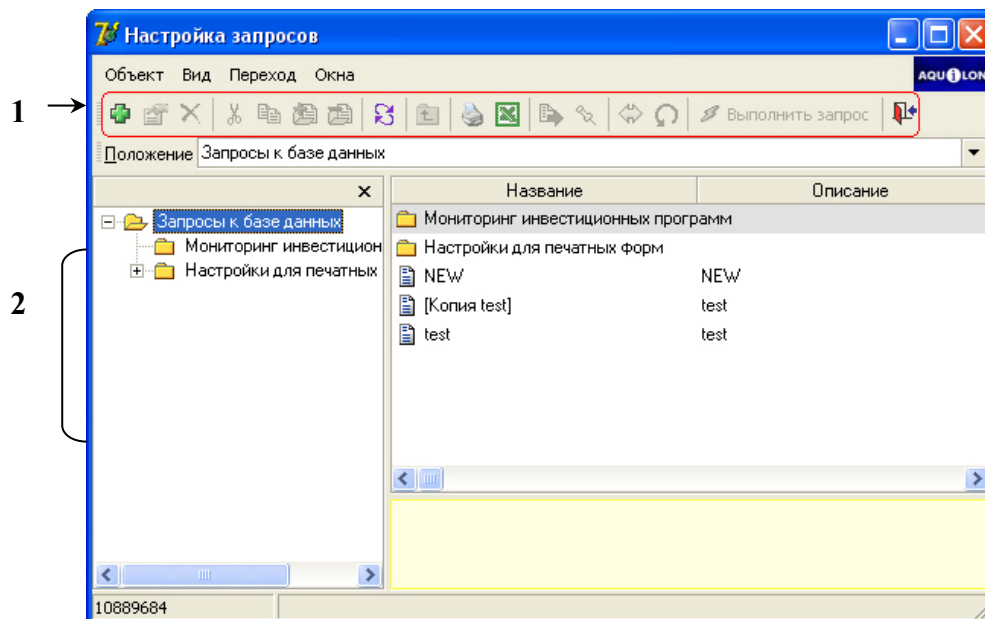 Настройка запросов
Объект Вид Переход Окна
AQUILON
1
Выполнить запрос
Положение Запросы к базе данных
Название Описание
Запросы к базе данных
Мониторинг инвестицион
Настройки для печатных
Мониторинг инвестиционных программ
Настройки для печатных форм
NEW NEW
[Копия test] test
test test
2
10889684